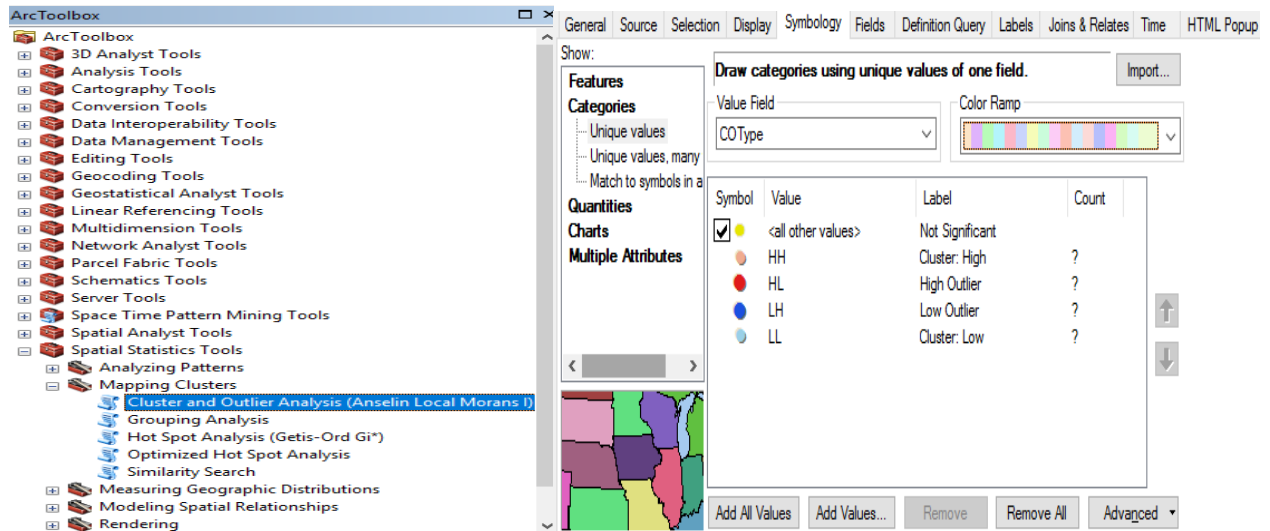 ArcToolbox
ArcToolbox
3D Analyst Tools
Analysis Tools
Cartography Tools
Conversion Tools
Data Interoperability Tools
Data Management Tools
Editing Tools
Geocoding Tools
Geostatistical Analyst Tools
Linear Referencing Tools
Multidimension Tools
Network Analyst Tools
Parcel Fabric Tools
Schematics Tools
Server Tools
Space Time Pattern Mining Tools
Spatial Analyst Tools
Spatial Statistics Tools
Analyzing Patterns
Mapping Clusters
Cluster and Outlier Analysis (Anselin Local Morans I)
Grouping Analysis
Hot Spot Analysis (Getis-Ord Gi*)
Optimized Hot Spot Analysis
Similarity Search
Measuring Geographic Distributions
Modeling Spatial Relationships
Rendering
General Source Selection Display Symbology Fields Definition Query Labels Joins & Relates Time HTML Popup
Show:
Features
Categories
Unique values
Unique values, many
Match to symbols in a
Quantities
Charts
Multiple Attributes
Draw categories using unique values of one field.
Import...
Value Field
COType
Color Ramp
Symbol Value Label Count
<all other values> Not Significant
HH Cluster: High ?
HL High Outlier ?
LH Low Outlier ?
LL Cluster: Low ?
Add All Values Add Values... Remove Remove All Advanced